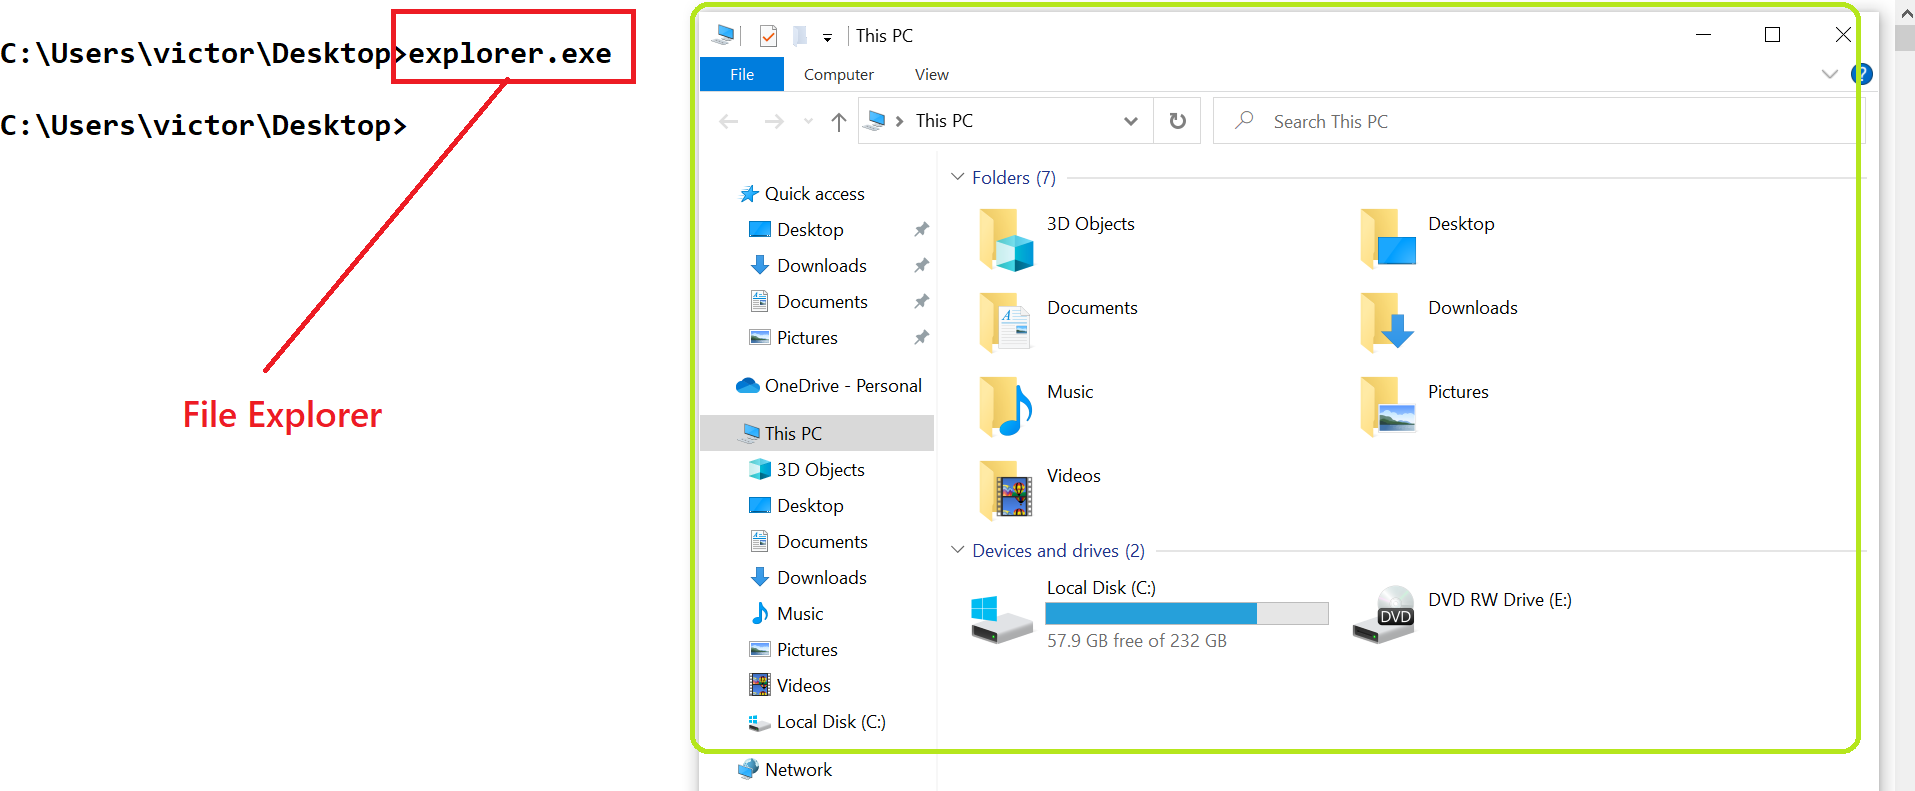 C:\Users\victor\Desktop>explorer.exe
C:\Users\victor\Desktop>
File Explorer
This PC
File
Computer
View
?
This PC
Search This PC
Quick access
Desktop
Downloads
Documents
Pictures
OneDrive - Personal
This PC
3D Objects
Desktop
Documents
Downloads
Music
Pictures
Videos
Local Disk (C:)
Network
Folders (7)
3D Objects
Desktop
Documents
Downloads
Music
Pictures
Videos
Devices and drives (2)
Local Disk (C:)
57.9 GB free of 232 GB
DVD
DVD RW Drive (E:)